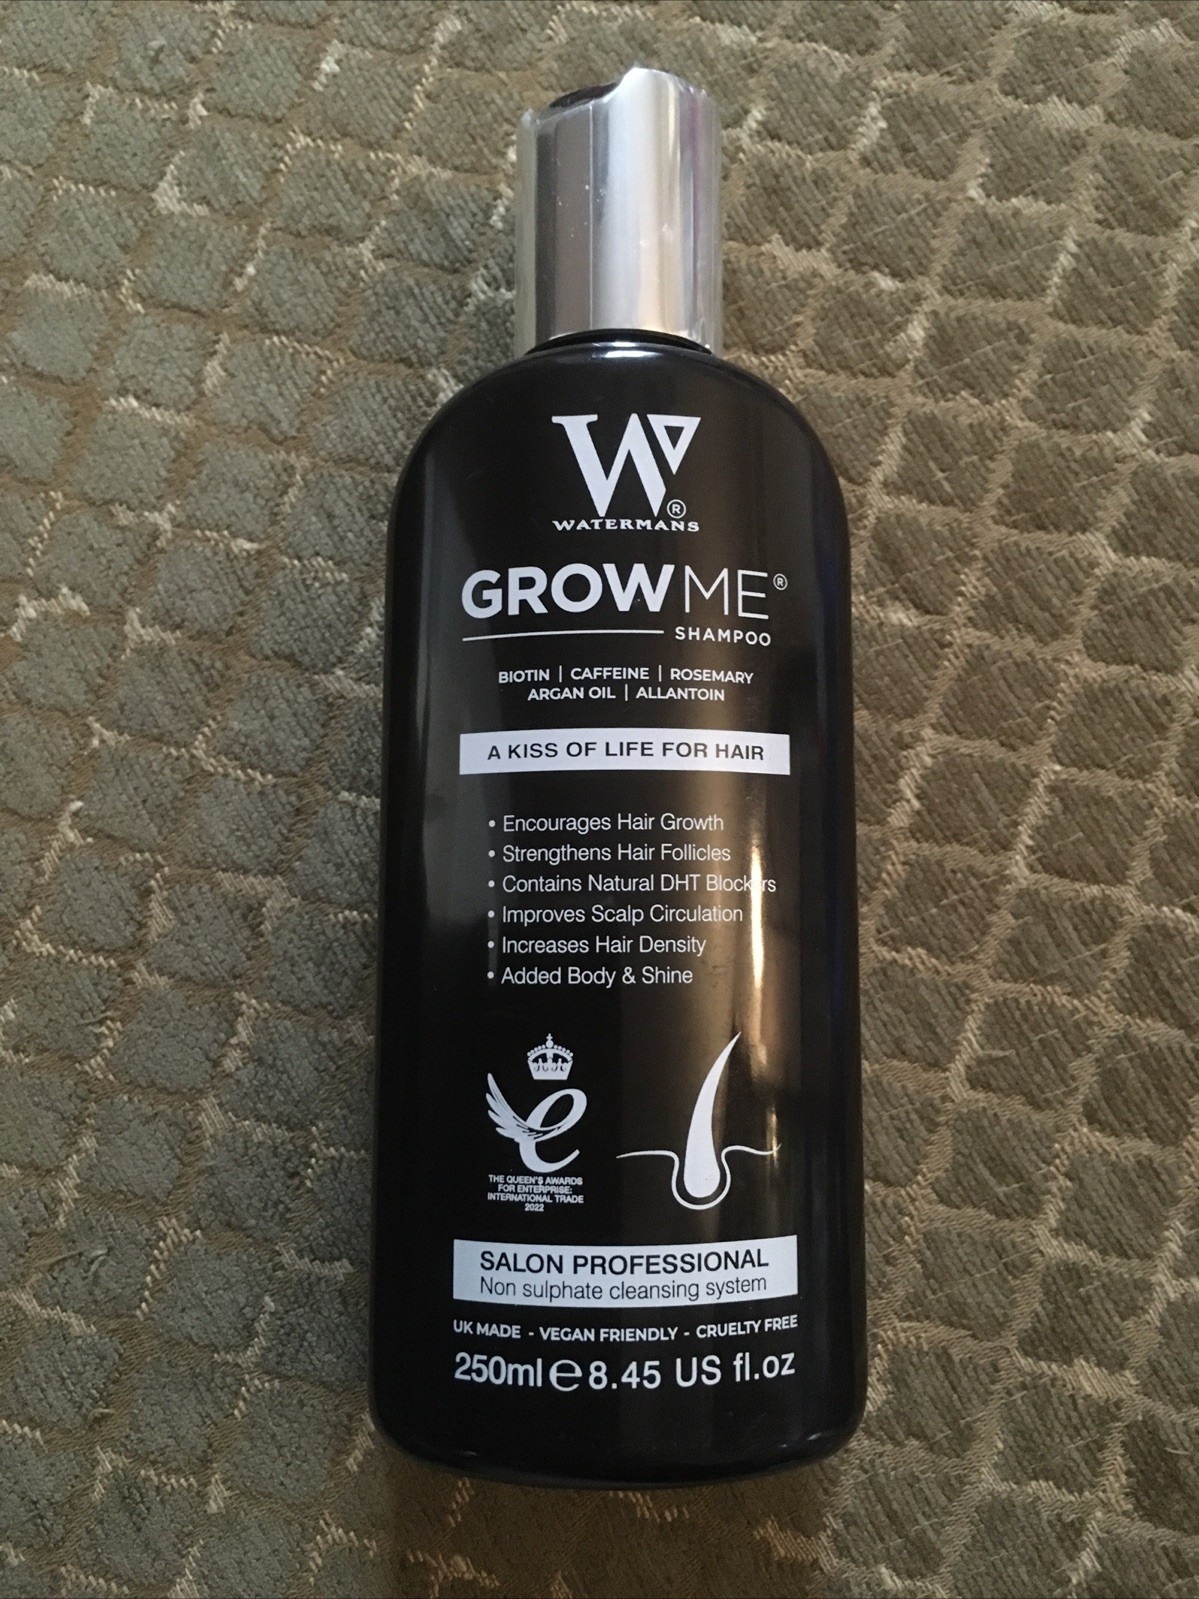 W®
WATERMANS
GROWME®
SHAMPOO
BIOTIN | CAFFEINE | ROSEMARY
ARGAN OIL | ALLANTOIN
A KISS OF LIFE FOR HAIR
• Encourages Hair Growth
• Strengthens Hair Follicles
• Contains Natural DHT Blockers
• Improves Scalp Circulation
• Increases Hair Density
• Added Body & Shine
e
THE QUEEN'S AWARDS
FOR ENTERPRISE:
INTERNATIONAL TRADE
2022
SALON PROFESSIONAL
Non sulphate cleansing system
UK MADE - VEGAN FRIENDLY - CRUELTY FREE
250ml ℮ 8.45 US fl.oz